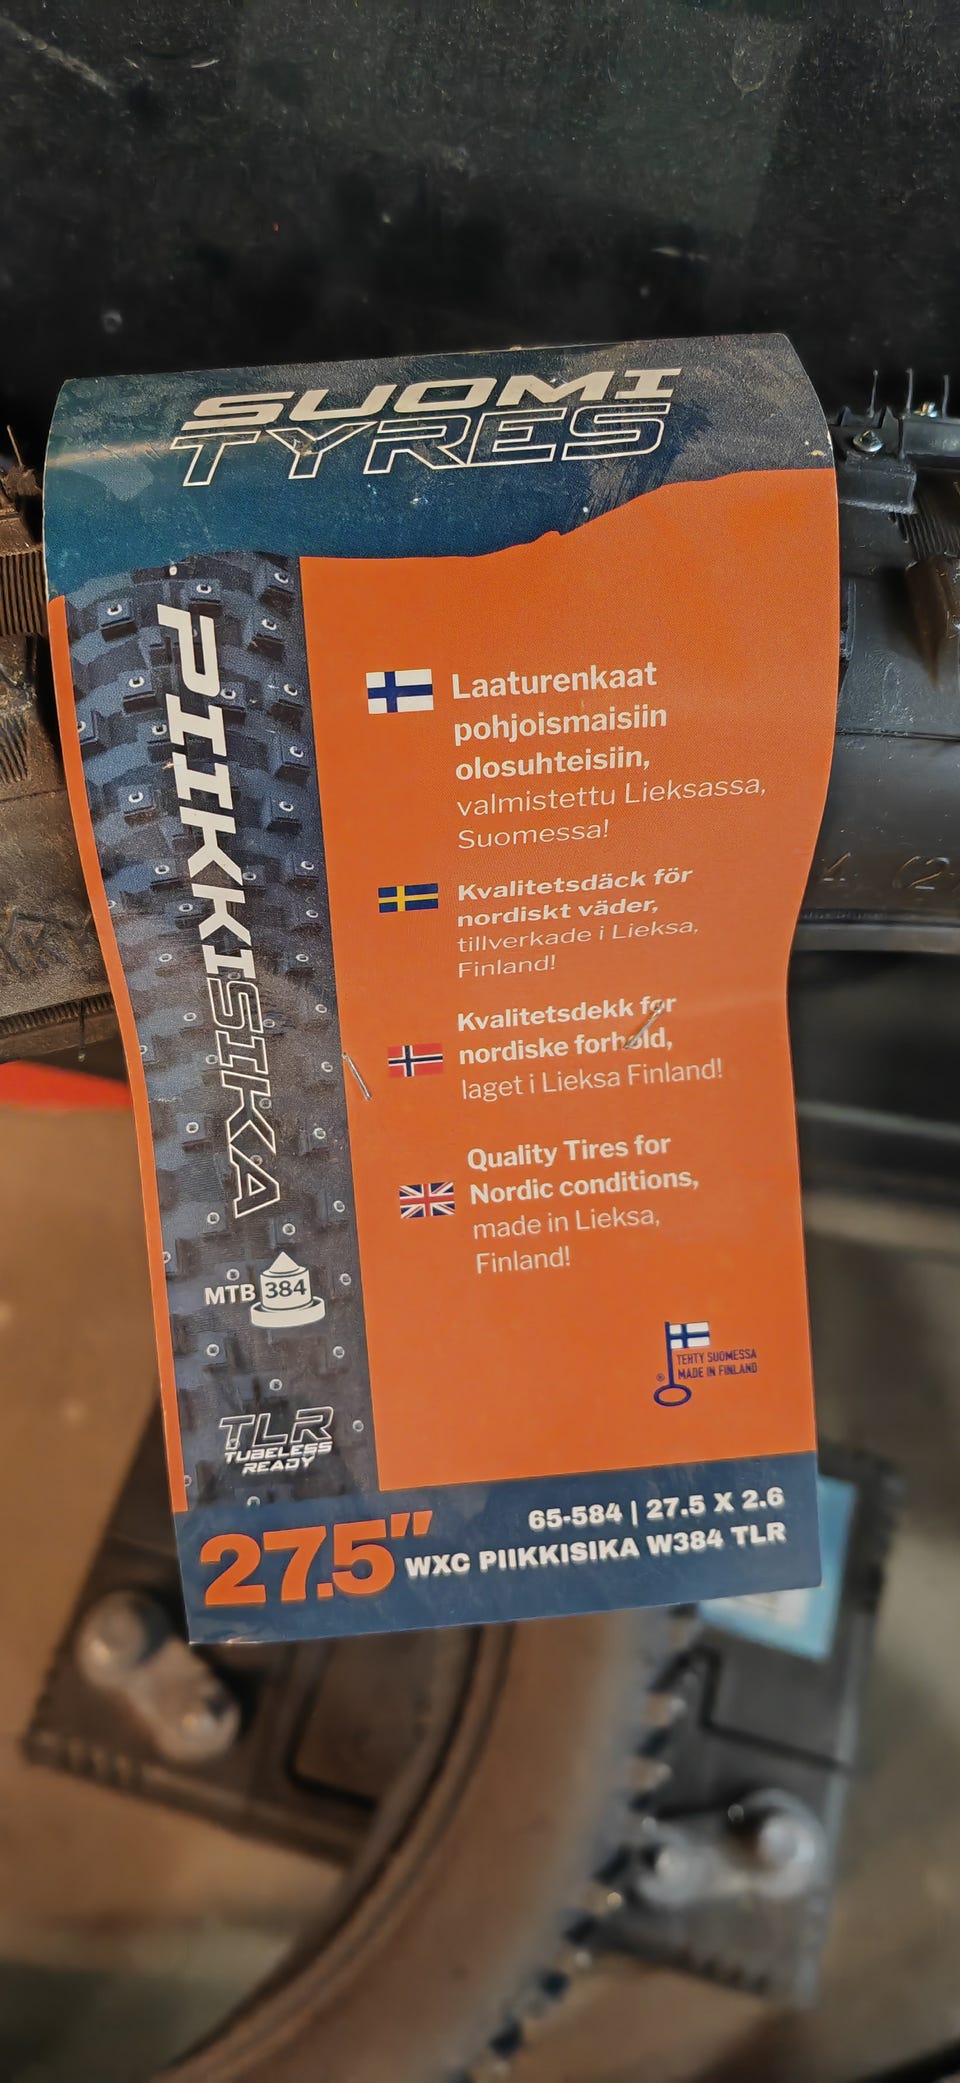 SUOMI
TYRES
PIIKKISIKA
MTB 384
TLR
TUBELESS
READY
Laaturenkaat
pohjoismaisiin
olosuhteisiin,
valmistettu Lieksassa,
Suomessa!
Kvalitetsdäck för
nordiskt väder,
tillverkade i Lieksa,
Finland!
Kvalitetsdekk for
nordiske forhold,
laget i Lieksa Finland!
Quality Tires for
Nordic conditions,
made in Lieksa,
Finland!
TEHTY SUOMESSA
® MADE IN FINLAND
27.5"
65-584 | 27.5 X 2.6
WXC PIIKKISIKA W384 TLR